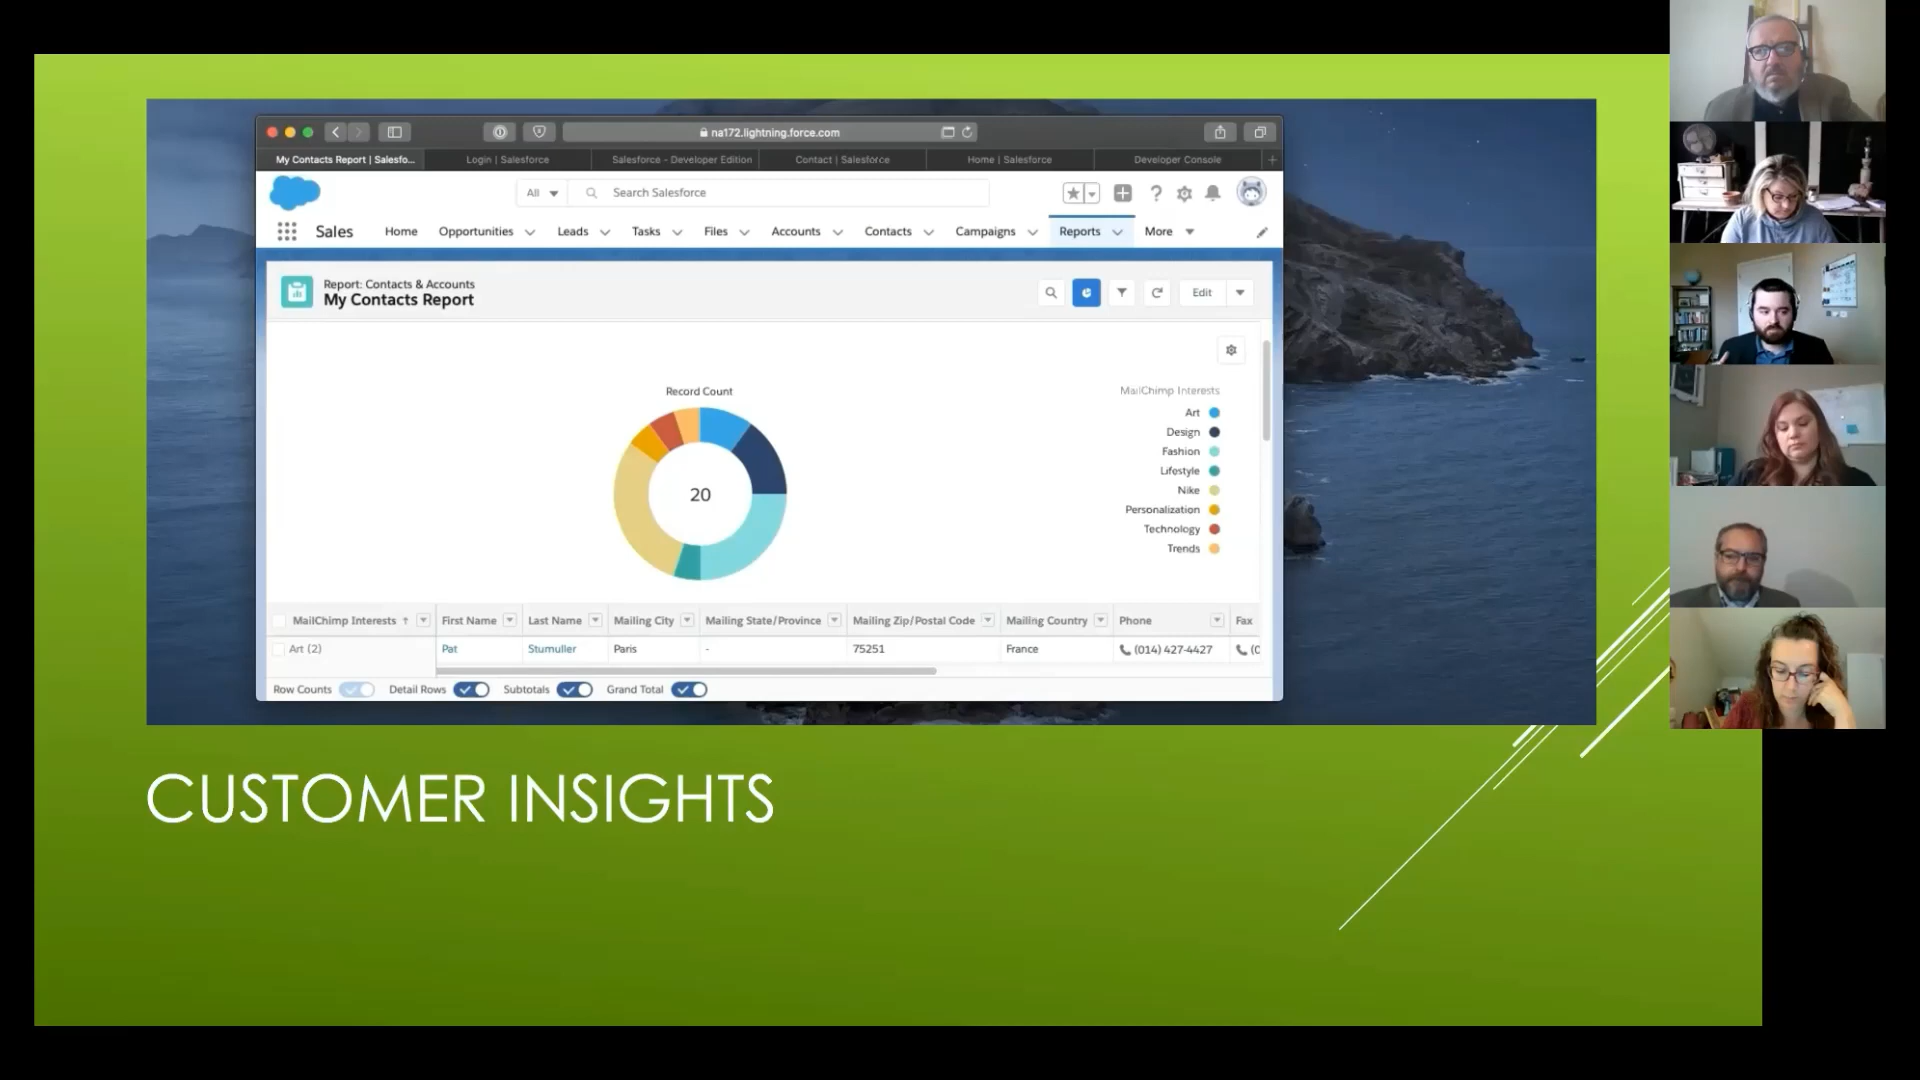 na172.lightning.force.com
My Contacts Report | Salesfo...
Login | Salesforce
Salesforce - Developer Edition
Contact | Salesforce
Home | Salesforce
Developer Console
All
Search Salesforce
Sales
Home
Opportunities
Leads
Tasks
Files
Accounts
Contacts
Campaigns
Reports
More
Report: Contacts & Accounts
My Contacts Report
Edit
Record Count
20
MailChimp Interests
Art
Design
Fashion
Lifestyle
Nike
Personalization
Technology
Trends
MailChimp Interests First Name Last Name Mailing City Mailing State/Province Mailing Zip/Postal Code Mailing Country Phone Fax
Art (2) Pat Stumuller Paris - 75251 France (014) 427-4427 (0
Row Counts Detail Rows Subtotals Grand Total
CUSTOMER INSIGHTS